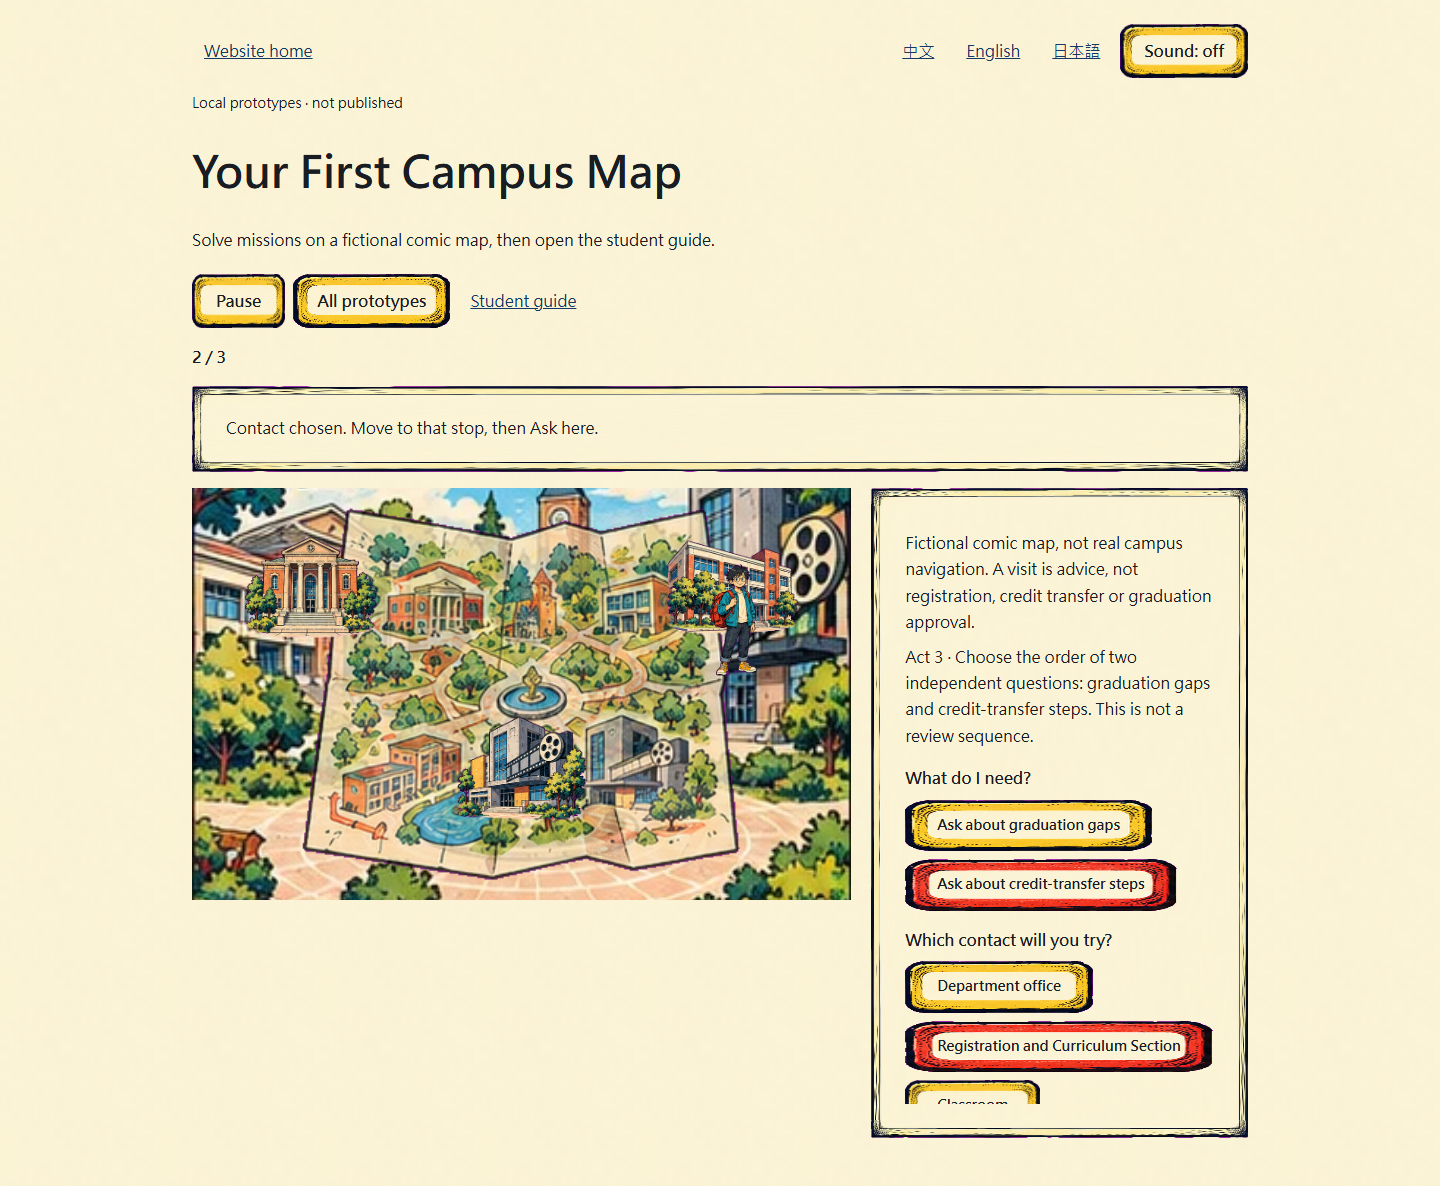 Website home
中文
English
日本語
Sound: off
Local prototypes · not published
Your First Campus Map
Solve missions on a fictional comic map, then open the student guide.
Pause
All prototypes
Student guide
2 / 3
Contact chosen. Move to that stop, then Ask here.
Fictional comic map, not real campus
navigation. A visit is advice, not
registration, credit transfer or graduation
approval.
Act 3 · Choose the order of two
independent questions: graduation gaps
and credit-transfer steps. This is not a
review sequence.
What do I need?
Ask about graduation gaps
Ask about credit-transfer steps
Which contact will you try?
Department office
Registration and Curriculum Section
Classroom